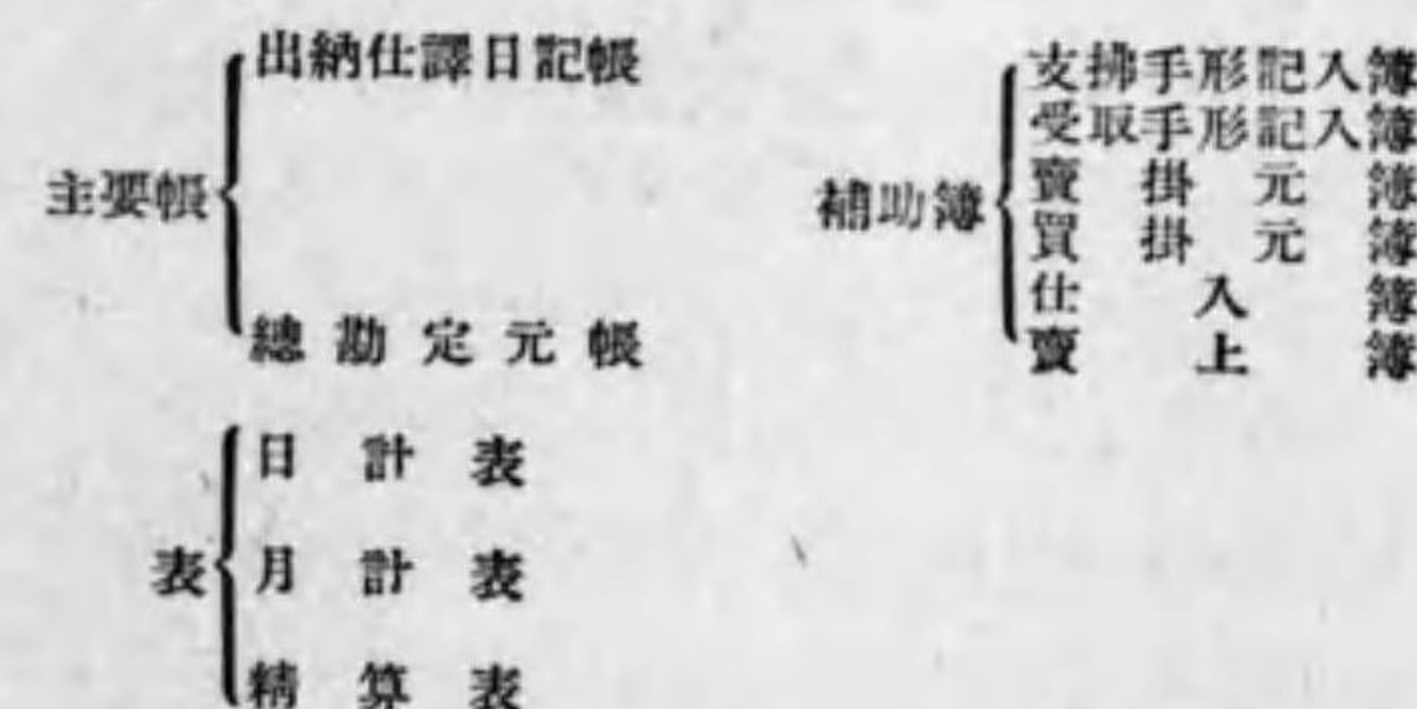 主要帳
出納仕譯日記帳
總勘定元帳
補助簿
支拂手形記入簿
受取手形記入簿
賣掛元簿
買掛元簿
仕入簿
賣上簿
表
日計表
月計表
精算表